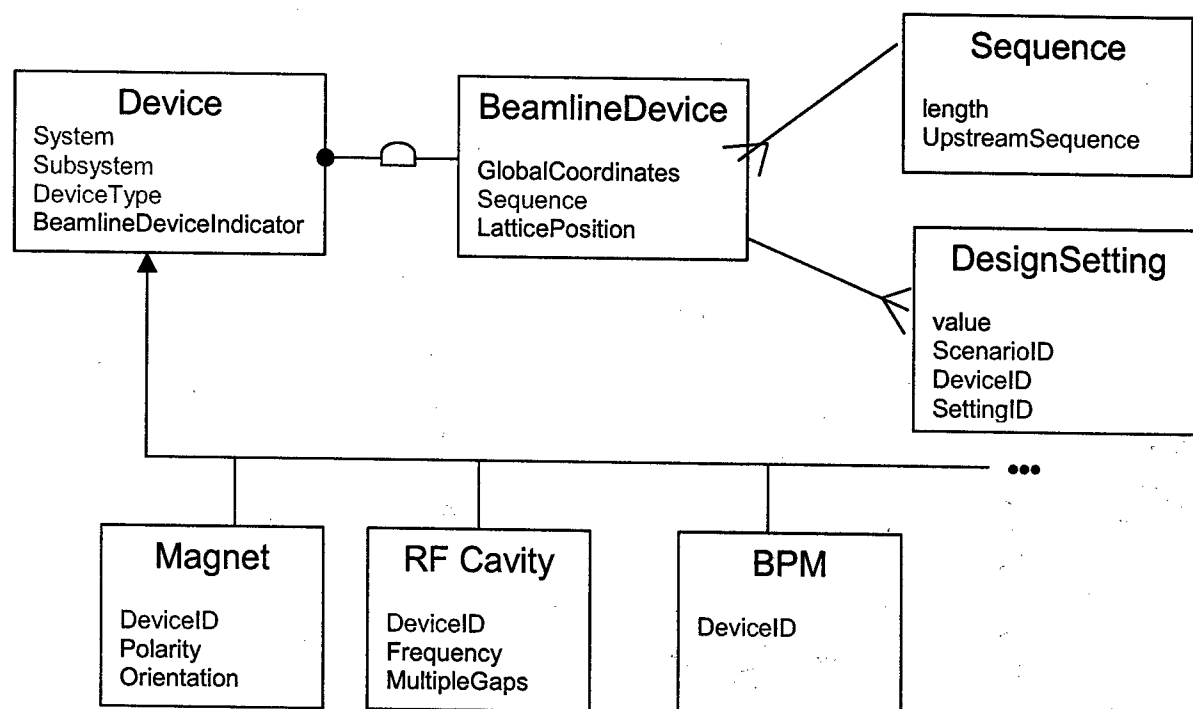 Device
System
Subsystem
DeviceType
BeamlineDeviceIndicator
BeamlineDevice
GlobalCoordinates
Sequence
LatticePosition
Sequence
length
UpstreamSequence
DesignSetting
value
ScenarioID
DeviceID
SettingID
Magnet
DeviceID
Polarity
Orientation
RF Cavity
DeviceID
Frequency
MultipleGaps
BPM
DeviceID